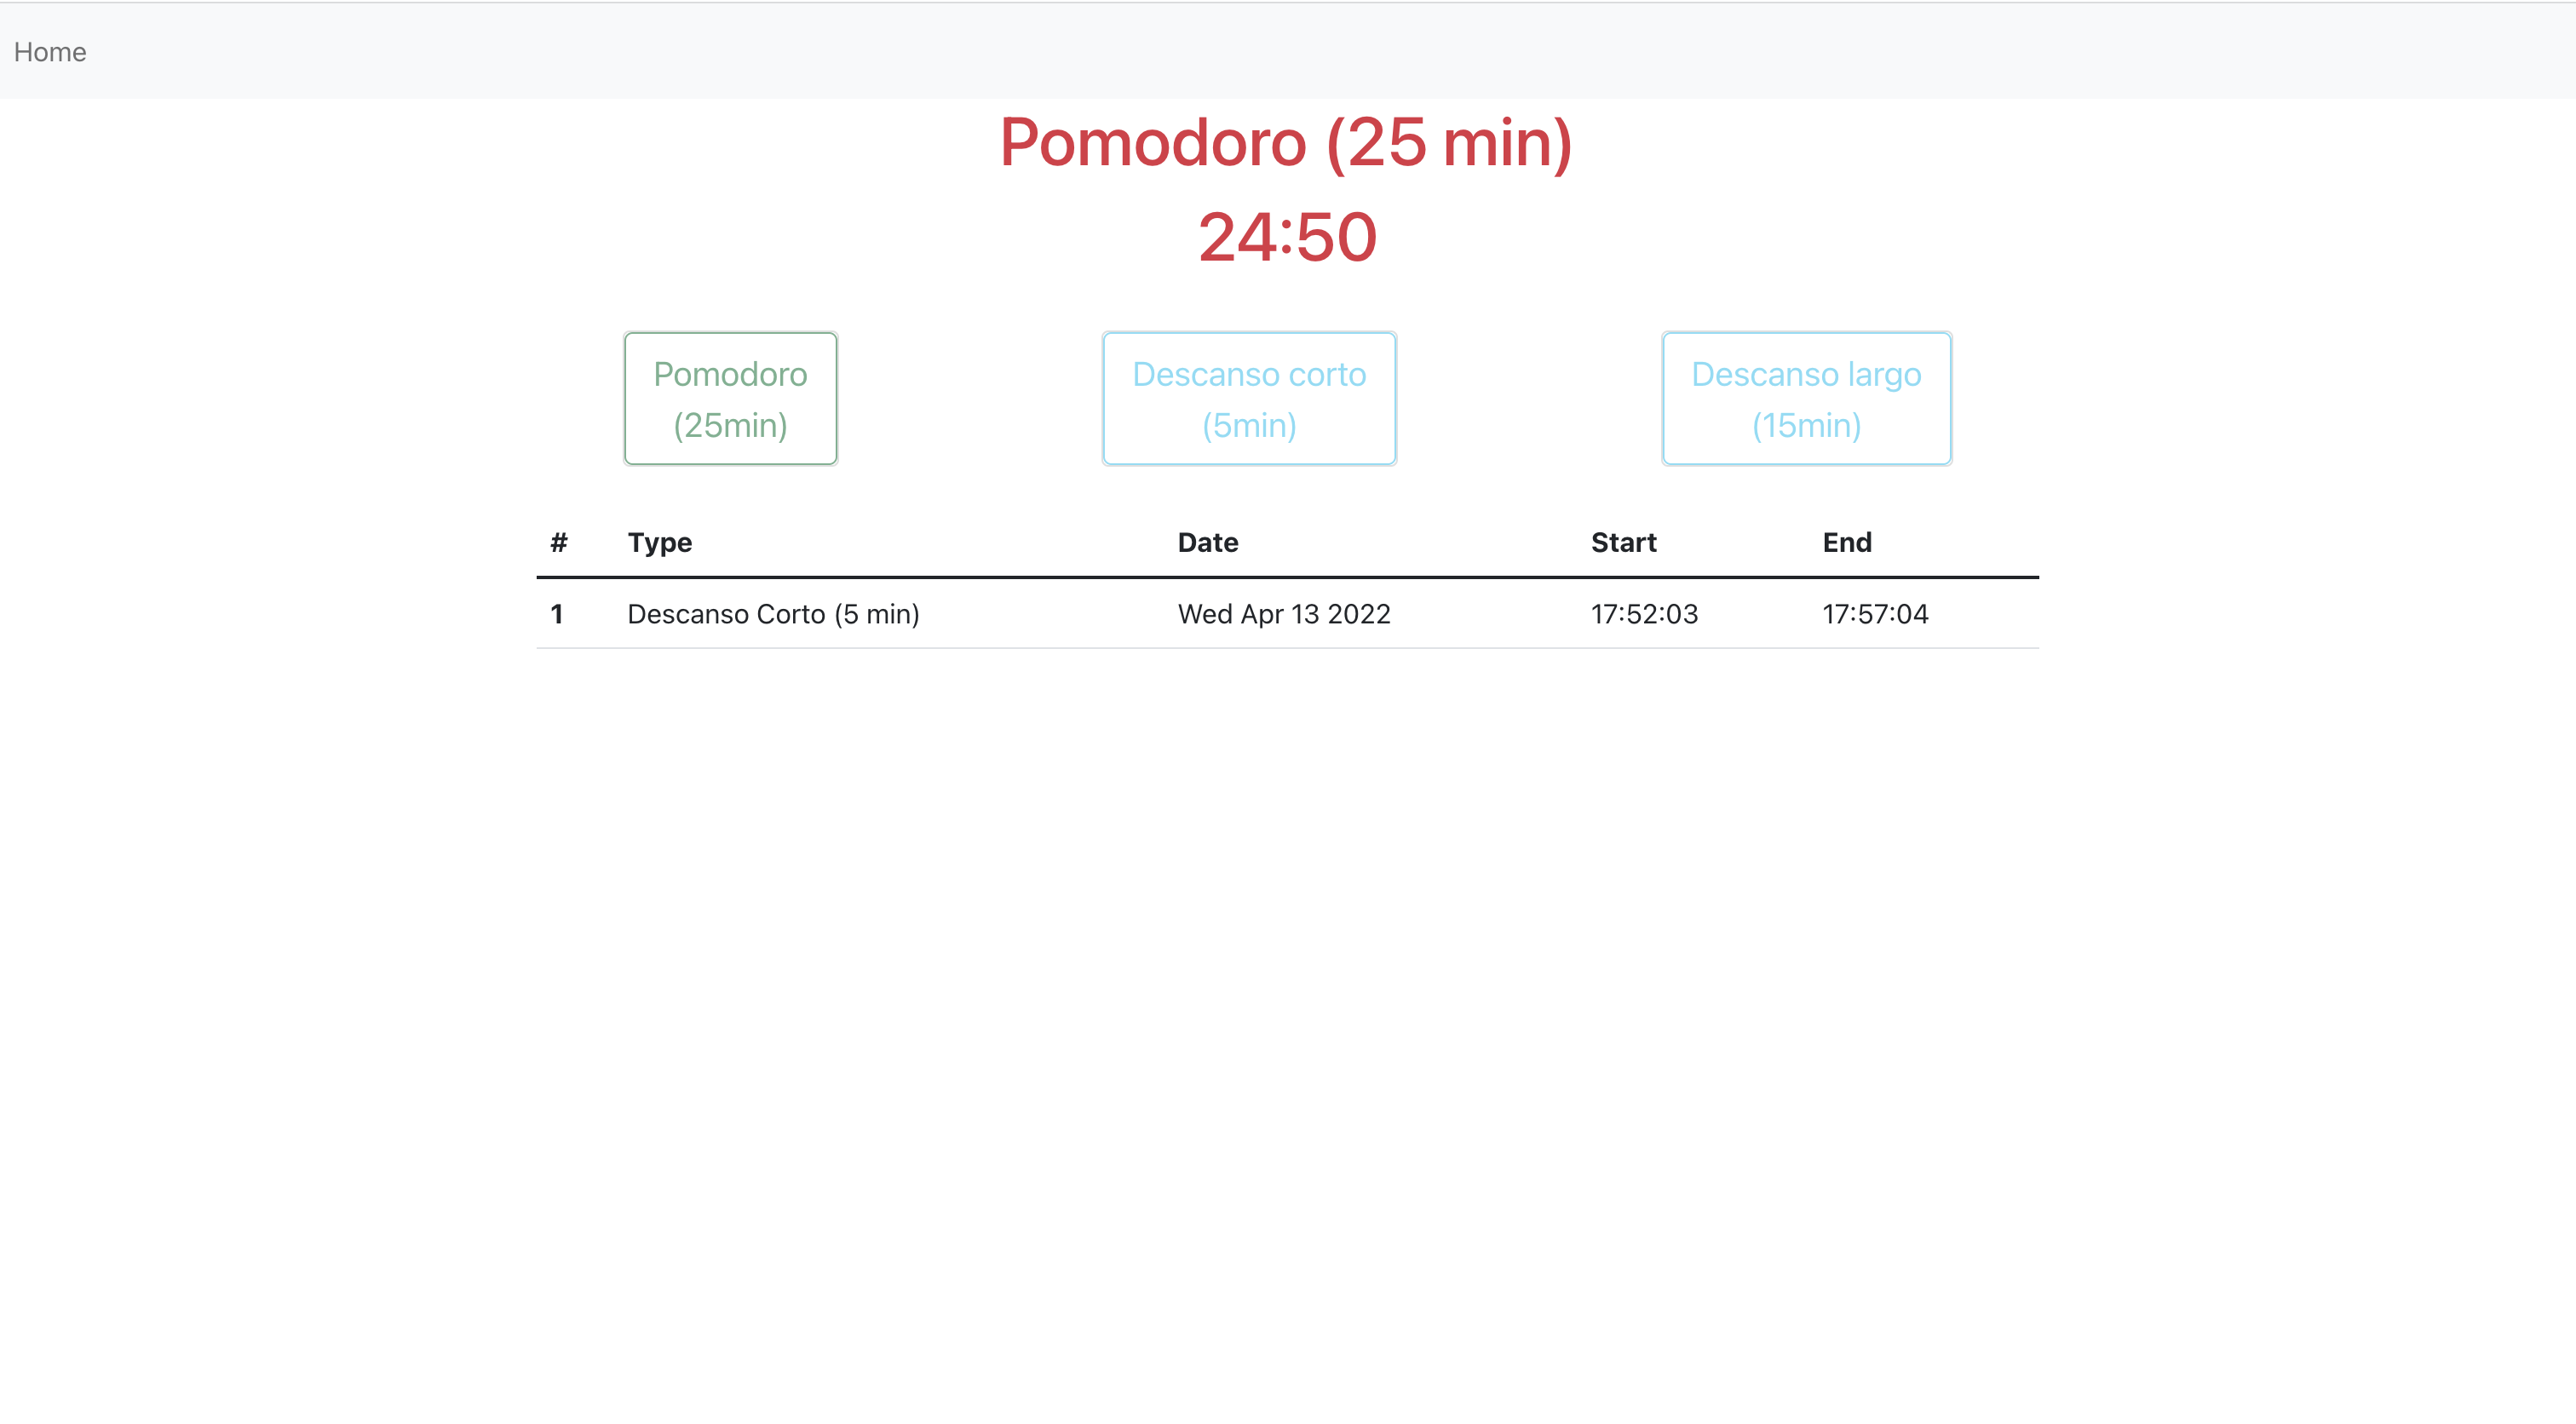 Home
Pomodoro (25 min)
24:50
Pomodoro
(25min)
Descanso corto
(5min)
Descanso largo
(15min)
# Type Date Start End
1 Descanso Corto (5 min) Wed Apr 13 2022 17:52:03 17:57:04